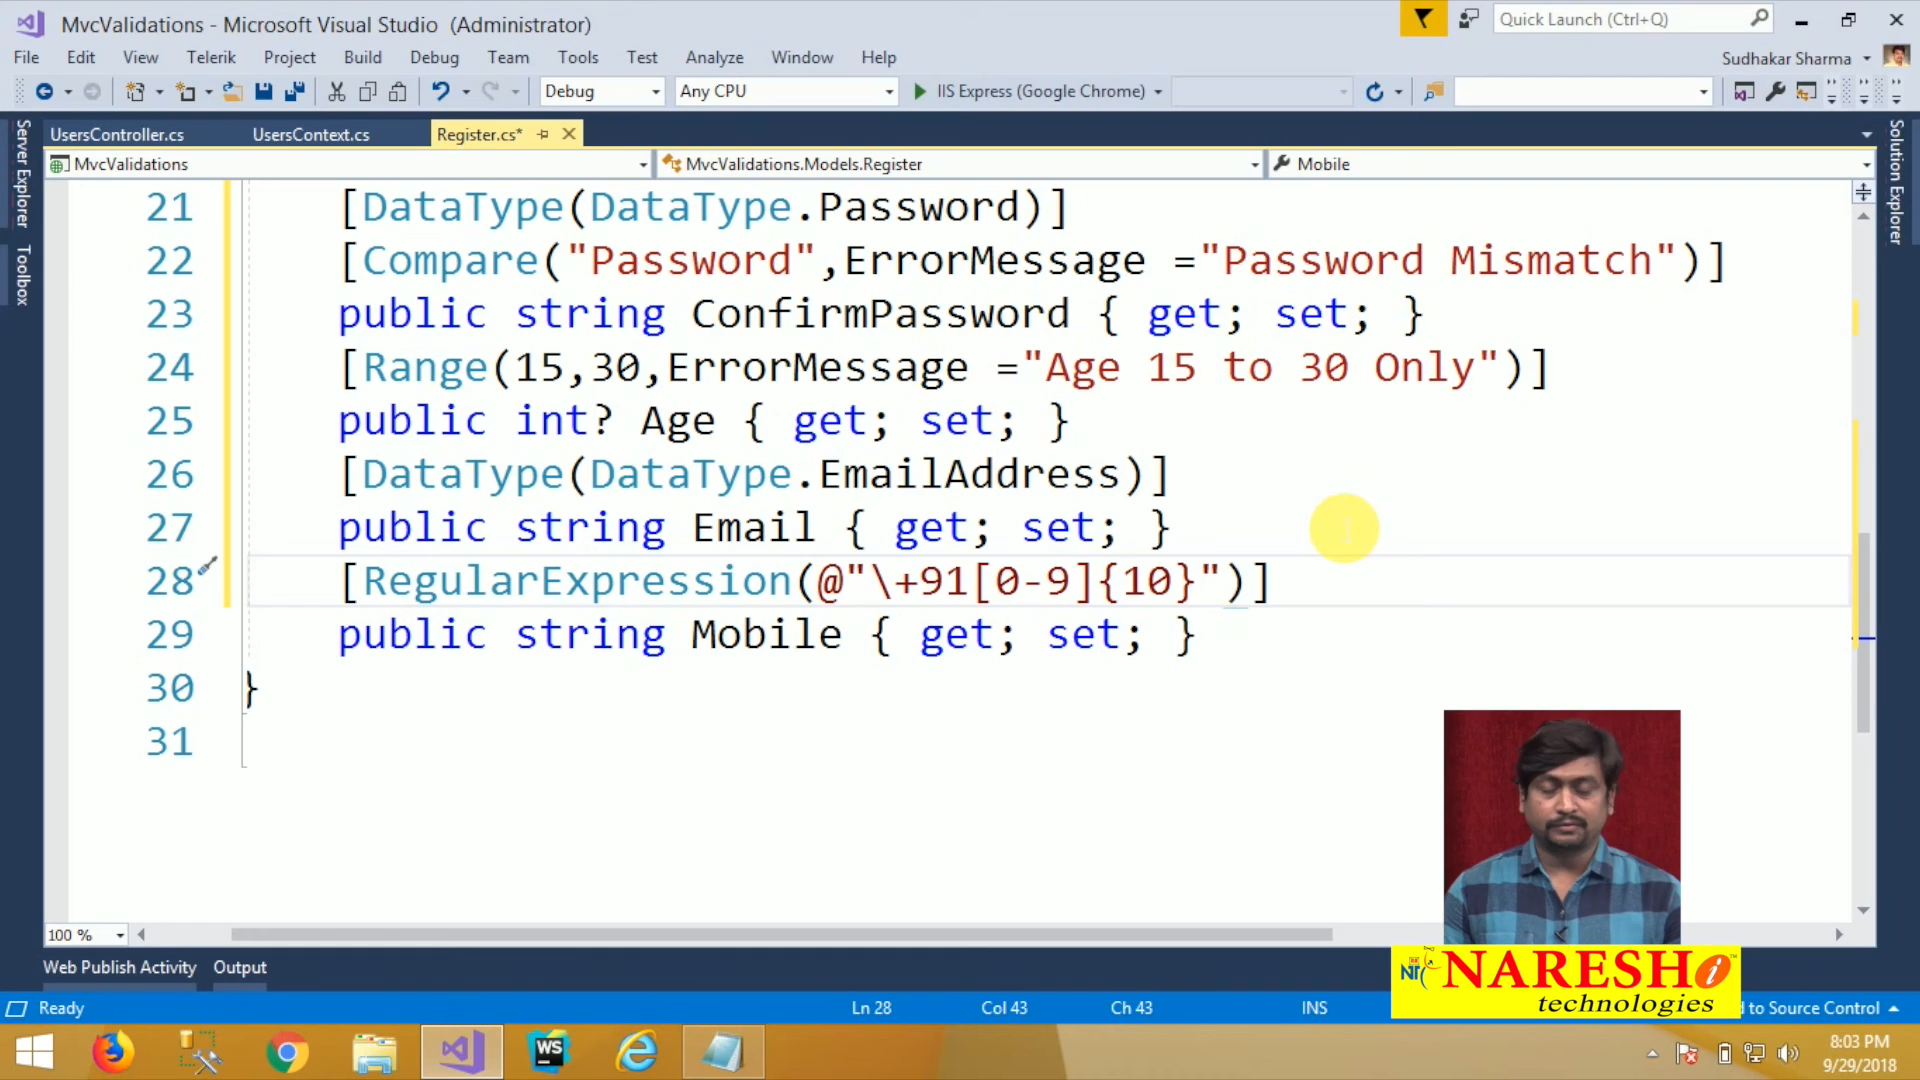 MvcValidations - Microsoft Visual Studio (Administrator)
Quick Launch (Ctrl+Q)
File Edit View Telerik Project Build Debug Team Tools Test Analyze Window Help
Sudhakar Sharma
Debug Any CPU IIS Express (Google Chrome)
Server Explorer
Toolbox
Solution Explorer
UsersController.cs UsersContext.cs Register.cs*
MvcValidations MvcValidations.Models.Register Mobile
21 [DataType(DataType.Password)]
22 [Compare("Password",ErrorMessage ="Password Mismatch")]
23 public string ConfirmPassword { get; set; }
24 [Range(15,30,ErrorMessage ="Age 15 to 30 Only")]
25 public int? Age { get; set; }
26 [DataType(DataType.EmailAddress)]
27 public string Email { get; set; }
28 [RegularExpression(@"\+91[0-9]{10}")]
29 public string Mobile { get; set; }
30 }
31
100 %
Web Publish Activity Output
NARESH i
technologies
Ready Ln 28 Col 43 Ch 43 INS d to Source Control
WS
8:03 PM
9/29/2018